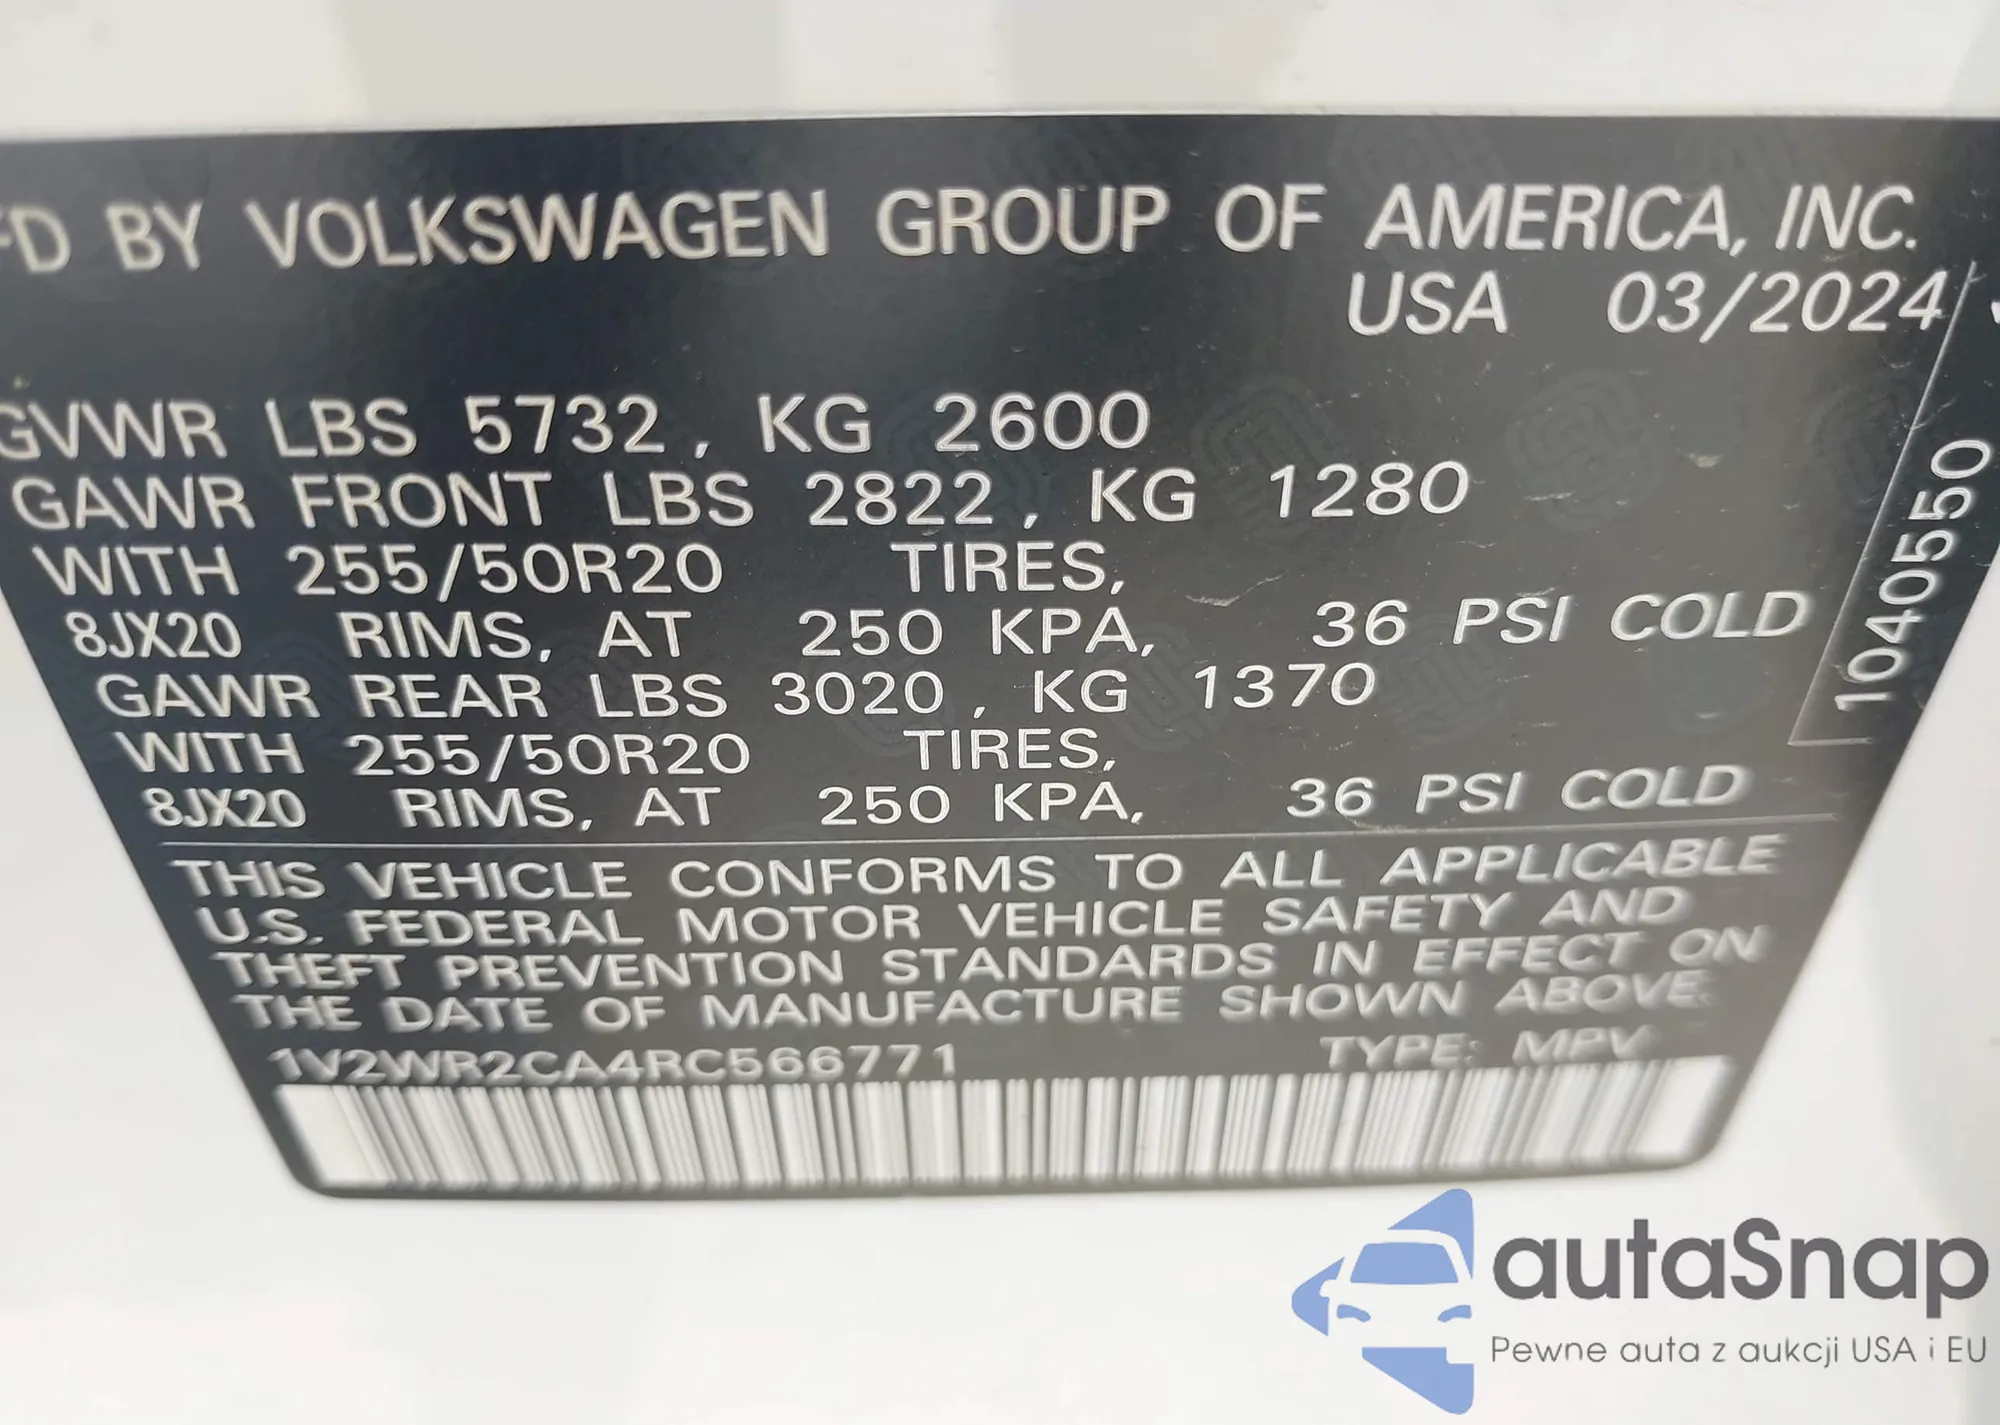 FD BY VOLKSWAGEN GROUP OF AMERICA, INC.
USA 03/2024
GVWR LBS 5732, KG 2600
GAWR FRONT LBS 2822, KG 1280
WITH 255/50R20 TIRES,
8JX20 RIMS, AT 250 KPA, 36 PSI COLD
GAWR REAR LBS 3020, KG 1370
WITH 255/50R20 TIRES,
8JX20 RIMS, AT 250 KPA, 36 PSI COLD
1040550
THIS VEHICLE CONFORMS TO ALL APPLICABLE
U.S. FEDERAL MOTOR VEHICLE SAFETY AND
THEFT PREVENTION STANDARDS IN EFFECT ON
THE DATE OF MANUFACTURE SHOWN ABOVE.
1V2WR2CA4RC566771 TYPE: MPV
autaSnap
Pewne auta z aukcji USA i EU